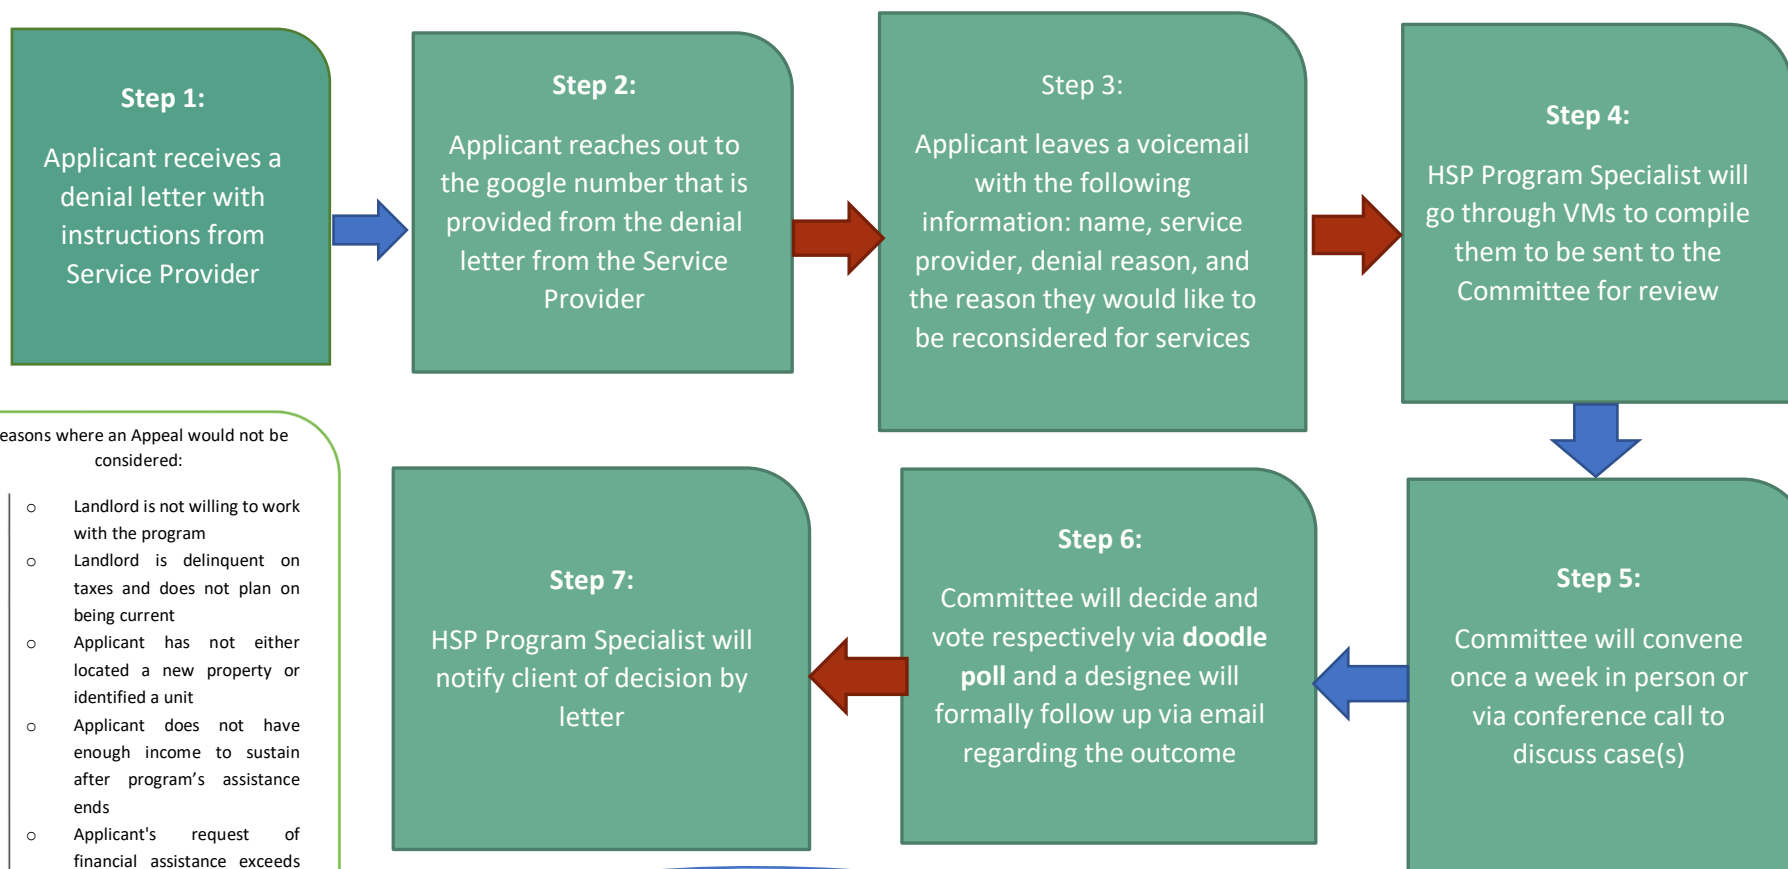 Step 1:
Applicant receives a
denial letter with
instructions from
Service Provider
Step 2:
Applicant reaches out to
the google number that is
provided from the denial
letter from the Service
Provider
Step 3:
Applicant leaves a voicemail
with the following
information: name, service
provider, denial reason, and
the reason they would like to
be reconsidered for services
Step 4:
HSP Program Specialist will
go through VMs to compile
them to be sent to the
Committee for review
Step 5:
Committee will convene
once a week in person or
via conference call to
discuss case(s)
Step 6:
Committee will decide and
vote respectively via doodle
poll and a designee will
formally follow up via email
regarding the outcome
Step 7:
HSP Program Specialist will
notify client of decision by
letter
easons where an Appeal would not be
considered:
o Landlord is not willing to work
with the program
o Landlord is delinquent on
taxes and does not plan on
being current
o Applicant has not either
located a new property or
identified a unit
o Applicant does not have
enough income to sustain
after program’s assistance
ends
o Applicant's request of
financial assistance exceeds